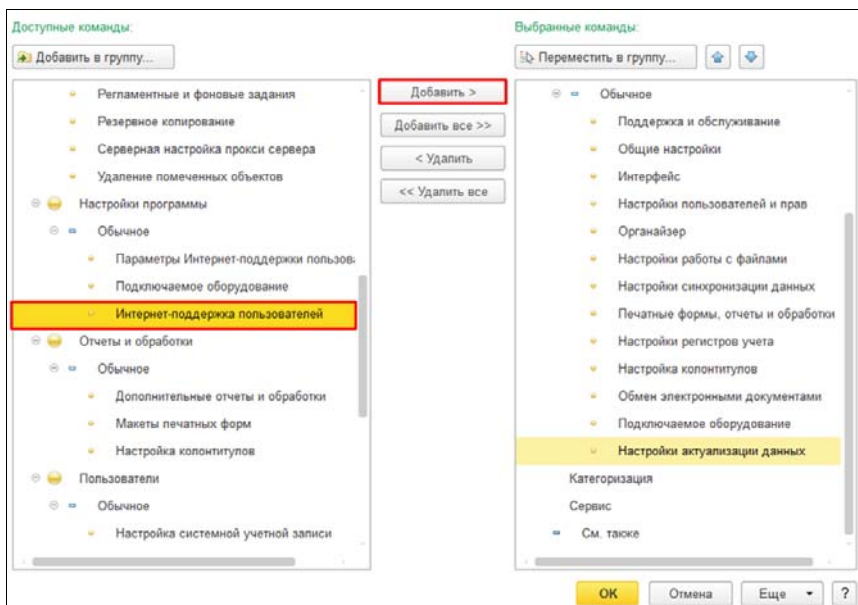 Доступные команды:
Добавить в группу...
Регламентные и фоновые задания
Резервное копирование
Серверная настройка прокси сервера
Удаление помеченных объектов
Настройки программы
Обычное
Параметры Интернет-поддержки пользов
Подключаемое оборудование
Интернет-поддержка пользователей
Отчеты и обработки
Обычное
Дополнительные отчеты и обработки
Макеты печатных форм
Настройка колонтитулов
Пользователи
Обычное
Настройка системной учетной записи
Добавить >
Добавить все >>
< Удалить
<< Удалить все
Выбранные команды:
Переместить в группу...
Обычное
Поддержка и обслуживание
Общие настройки
Интерфейс
Настройки пользователей и прав
Органайзер
Настройки работы с файлами
Настройки синхронизации данных
Печатные формы, отчеты и обработки
Настройки регистров учета
Настройка колонтитулов
Обмен электронными документами
Подключаемое оборудование
Настройки актуализации данных
Категоризация
Сервис
См. также
ОК
Отмена
Еще
?